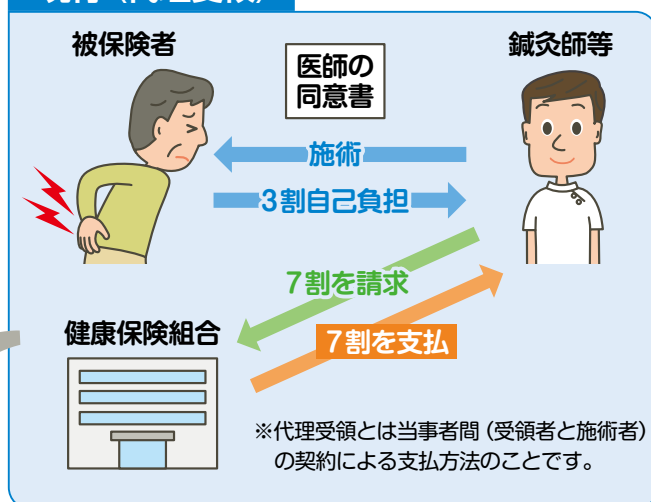 被保険者
鍼灸師等
医師の
同意書
施術
3割自己負担
7割を請求
7割を支払
健康保険組合
※代理受領とは当事者間（受領者と施術者）
の契約による支払方法のことです。